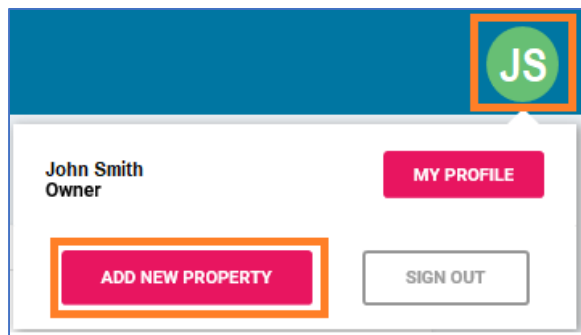 JS
John Smith
MY PROFILE
Owner
ADD NEW PROPERTY
SIGN OUT